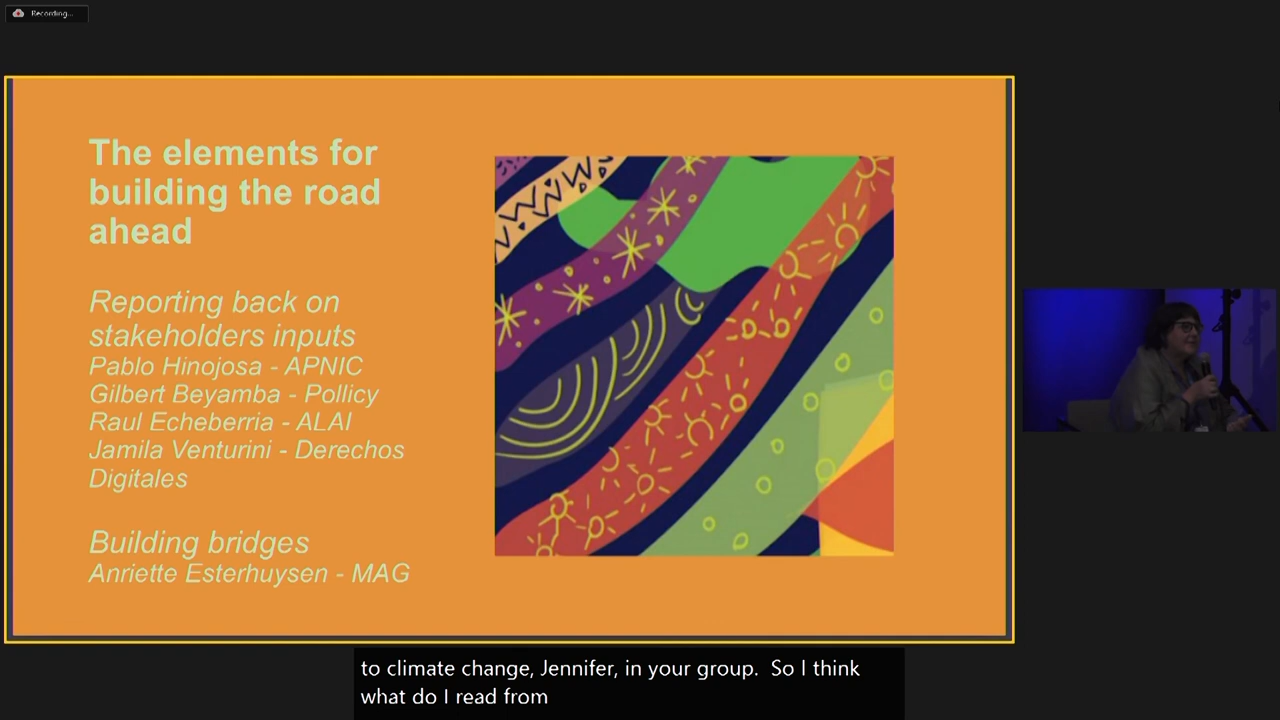 Recording...
The elements for
building the road
ahead
Reporting back on
stakeholders inputs
Pablo Hinojosa - APNIC
Gilbert Beyamba - Pollicy
Raul Echeberria - ALAI
Jamila Venturini - Derechos
Digitales
Building bridges
Anriette Esterhuysen - MAG
to climate change, Jennifer, in your group.  So I think
what do I read from